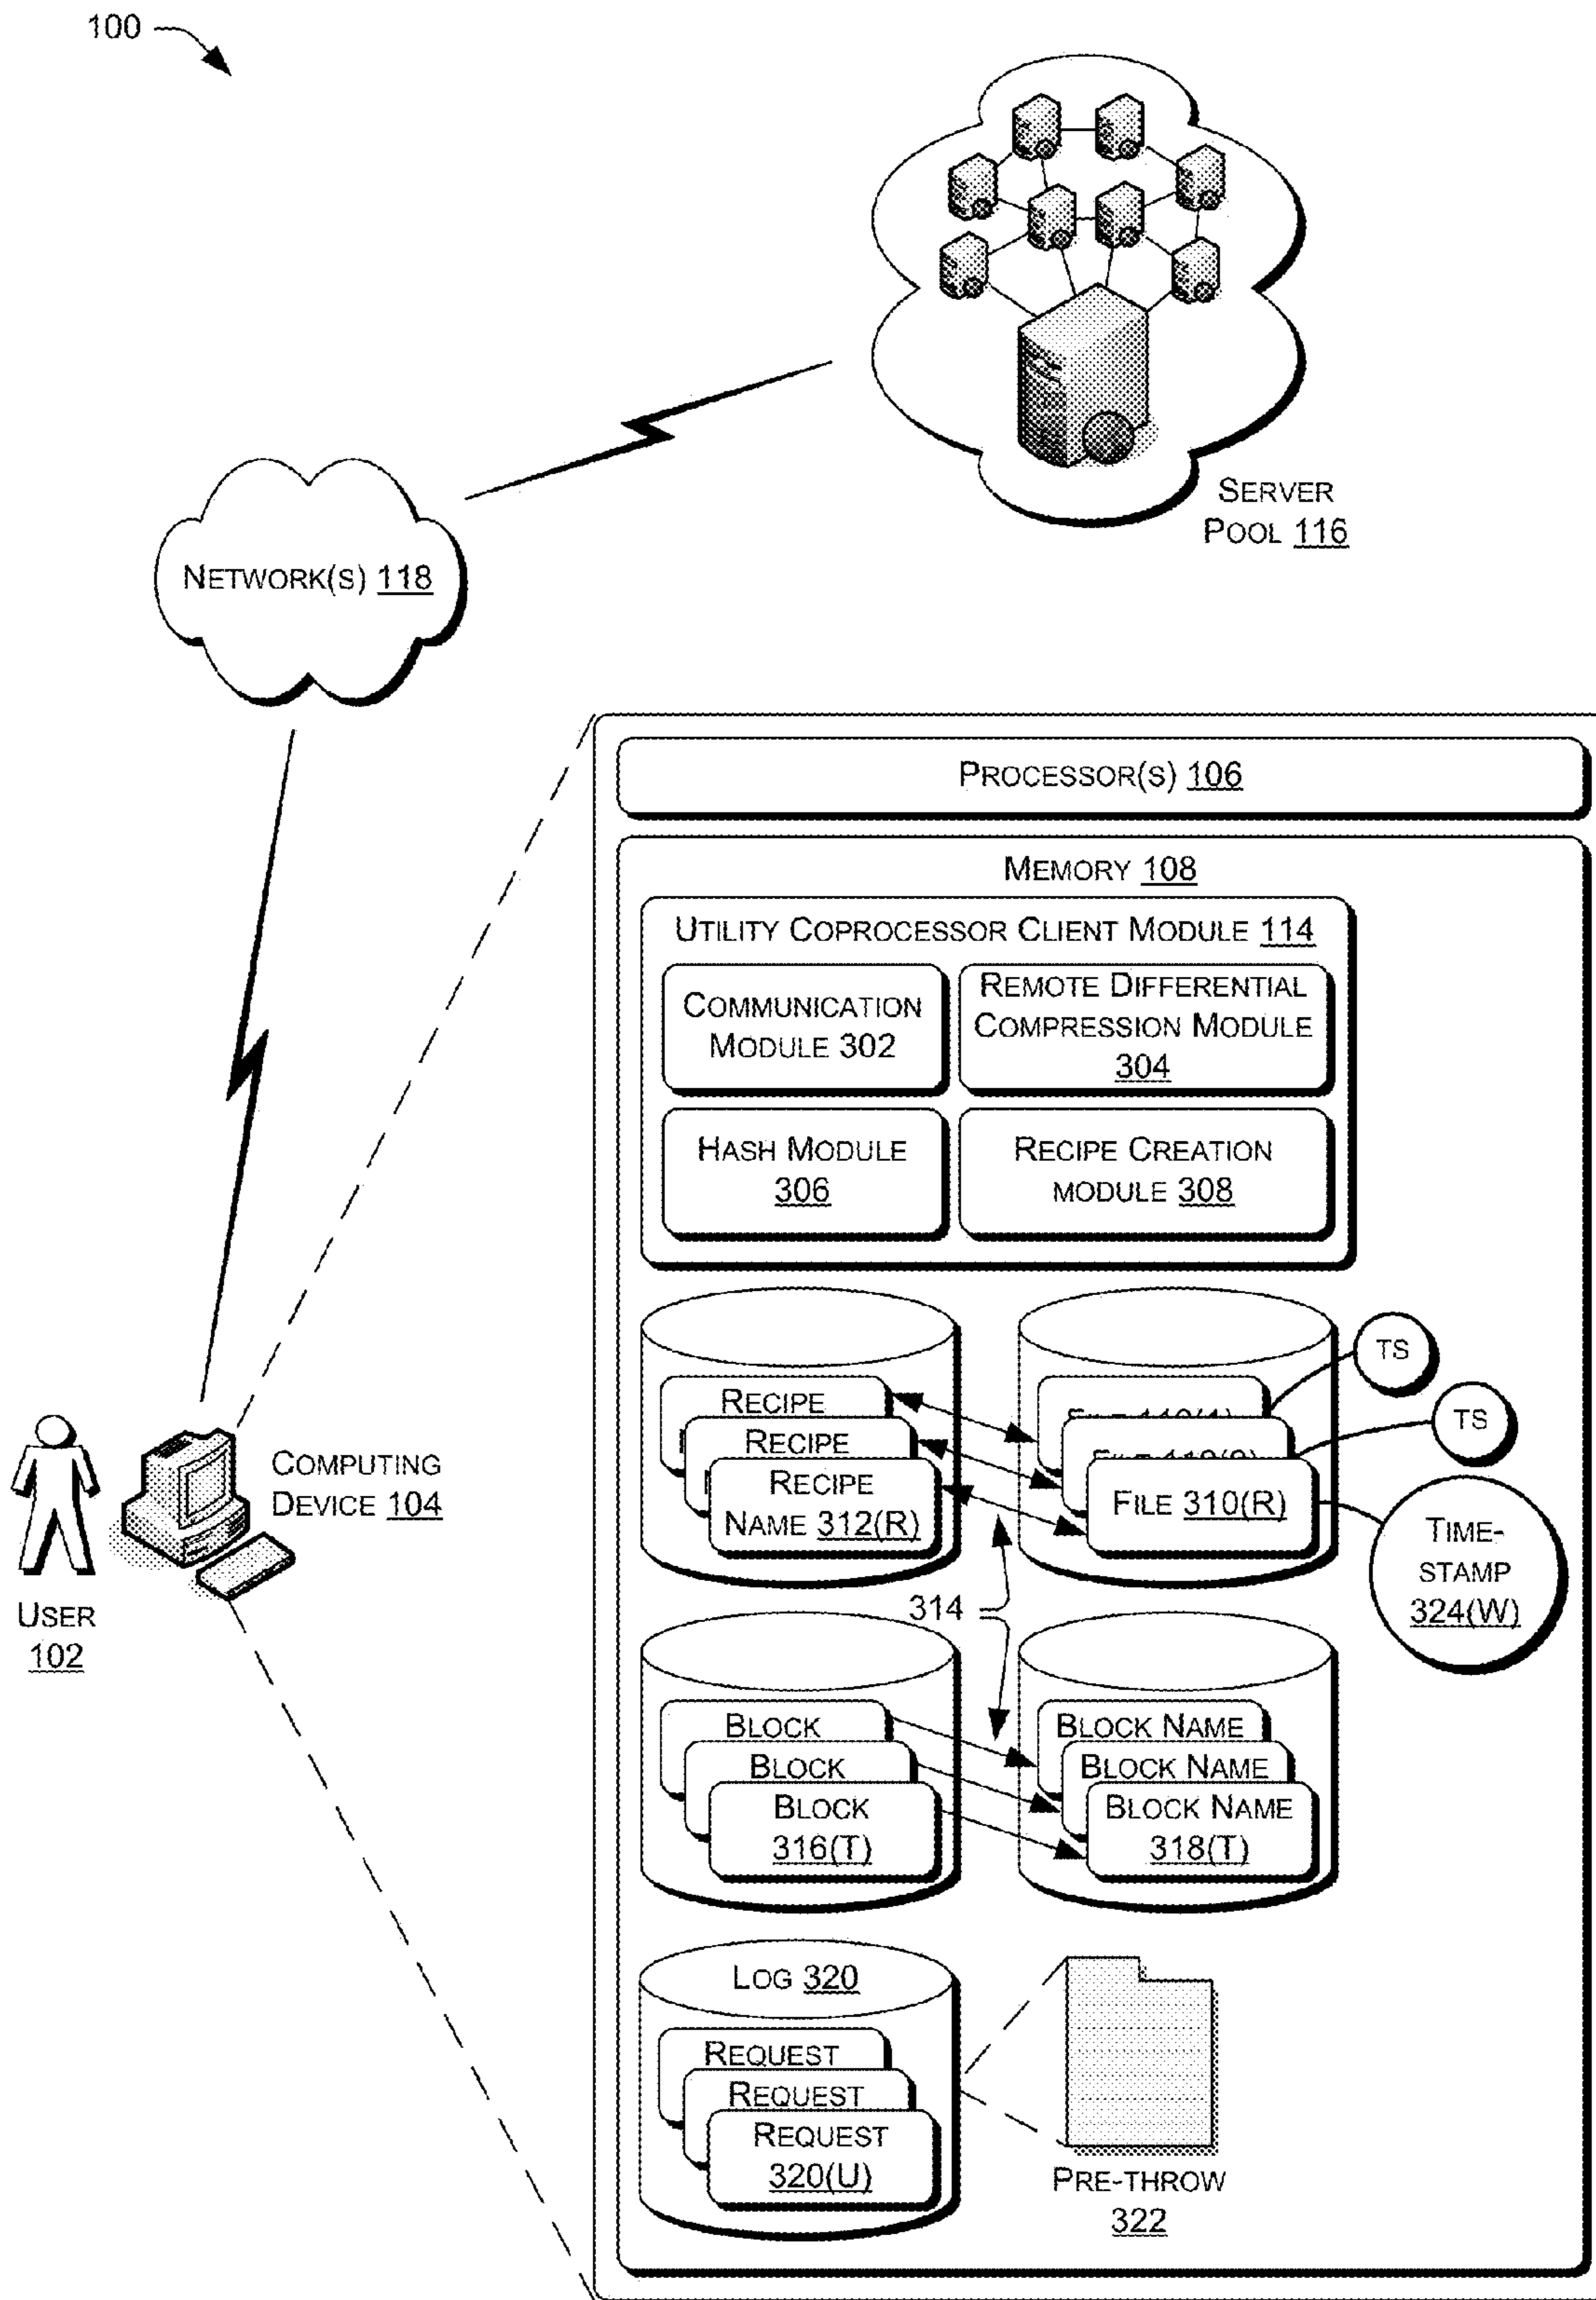 100
SERVER
POOL 116
NETWORK(S) 118
PROCESSOR(S) 106
MEMORY 108
UTILITY COPROCESSOR CLIENT MODULE 114
COMMUNICATION
MODULE 302
REMOTE DIFFERENTIAL
COMPRESSION MODULE
304
HASH MODULE
306
RECIPE CREATION
MODULE 308
RECIPE
RECIPE
RECIPE
NAME 312(R)
FILE 310(R)
TS
TS
TIME-
STAMP
324(W)
COMPUTING
DEVICE 104
USER
102
314
BLOCK
BLOCK
BLOCK
316(T)
BLOCK NAME
BLOCK NAME
BLOCK NAME
318(T)
LOG 320
REQUEST
REQUEST
REQUEST
320(U)
PRE-THROW
322